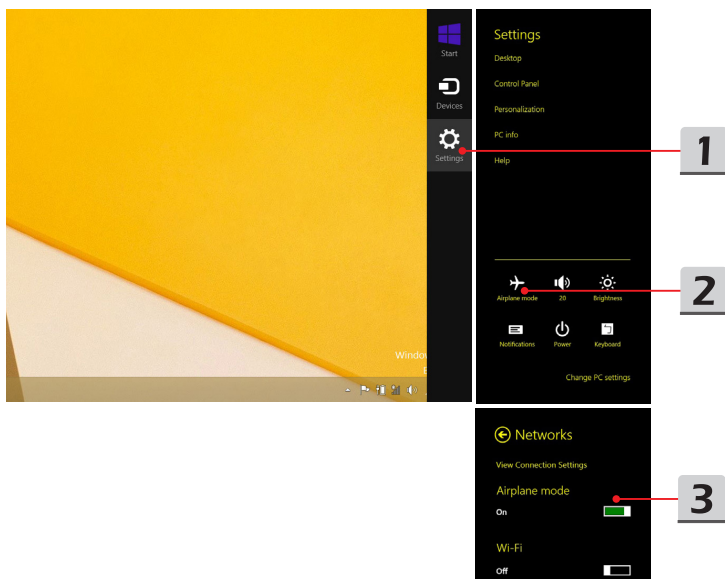 Start
Devices
Settings
Settings
Desktop
Control Panel
Personalization
PC info
Help
Airplane mode
20
Brightness
Notifications
Power
Keyboard
Change PC settings
1
2
Networks
View Connection Settings
Airplane mode
On
Wi-Fi
Off
3